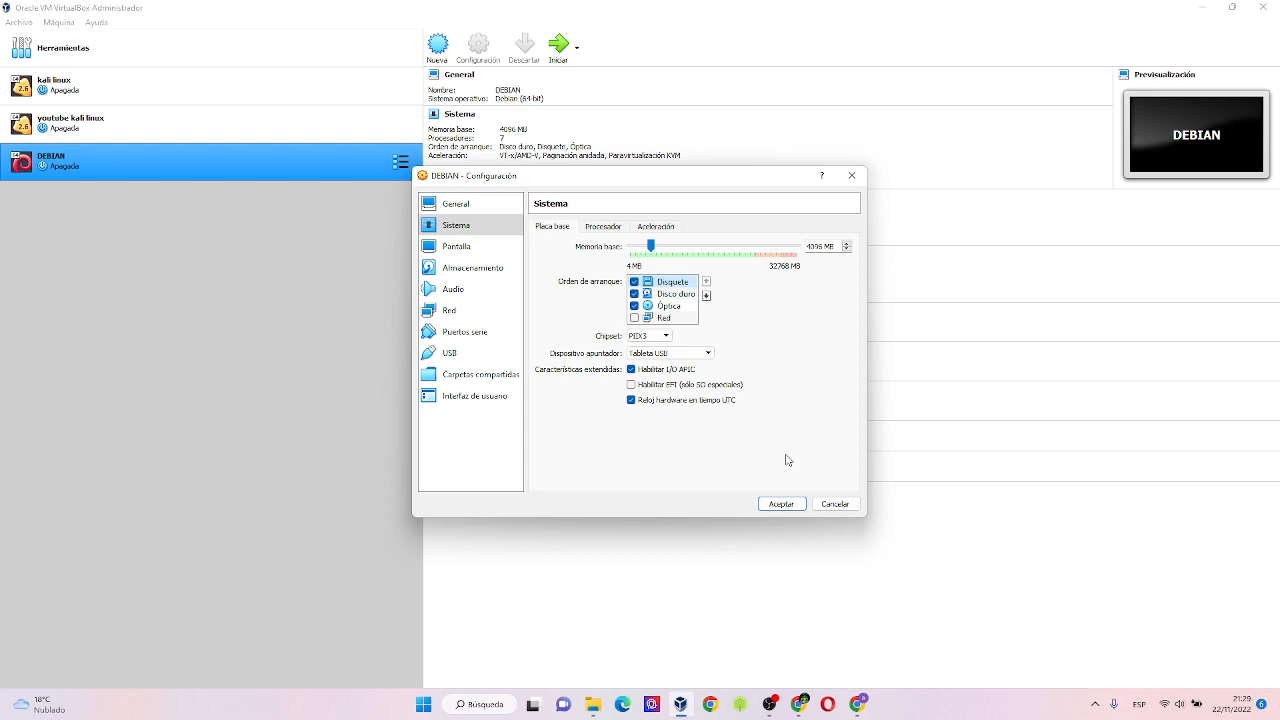 Oracle VM VirtualBox Administrador
Archivo Máquina Ayuda
Herramientas
kali linux
Apagada
youtube kali linux
Apagada
DEBIAN
Apagada
Nueva Configuración Descartar Iniciar
General
Nombre: DEBIAN
Sistema operativo: Debian (64-bit)
Sistema
Memoria base: 4096 MB
Procesadores: 7
Orden de arranque: Disco duro, Disquete, Óptica
Aceleración: VT-x/AMD-V, Paginación anidada, Paravirtualización KVM
Previsualización
DEBIAN
DEBIAN - Configuración
General
Sistema
Pantalla
Almacenamiento
Audio
Red
Puertos serie
USB
Carpetas compartidas
Interfaz de usuario
Sistema
Placa base Procesador Aceleración
Memoria base: 4096 MB
4 MB 32768 MB
Orden de arranque: Disquete
Disco duro
Óptica
Red
Chipset: PIIX3
Dispositivo apuntador: Tableta USB
Características extendidas: Habilitar I/O APIC
Habilitar EFI (sólo SO especiales)
Reloj hardware en tiempo UTC
Aceptar Cancelar
18°C
Nublado
Búsqueda
ESP
21:29
22/11/2022